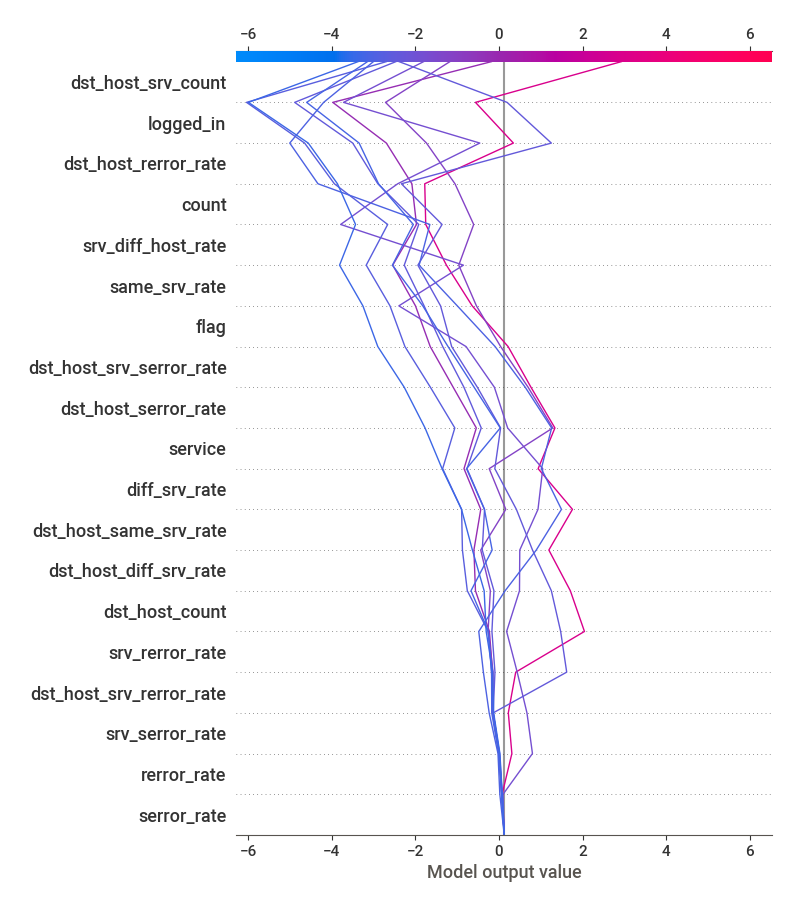 −6 −4 −2 0 2 4 6
dst_host_srv_count
logged_in
dst_host_rerror_rate
count
srv_diff_host_rate
same_srv_rate
flag
dst_host_srv_serror_rate
dst_host_serror_rate
service
diff_srv_rate
dst_host_same_srv_rate
dst_host_diff_srv_rate
dst_host_count
srv_rerror_rate
dst_host_srv_rerror_rate
srv_serror_rate
rerror_rate
serror_rate
−6 −4 −2 0 2 4 6
Model output value